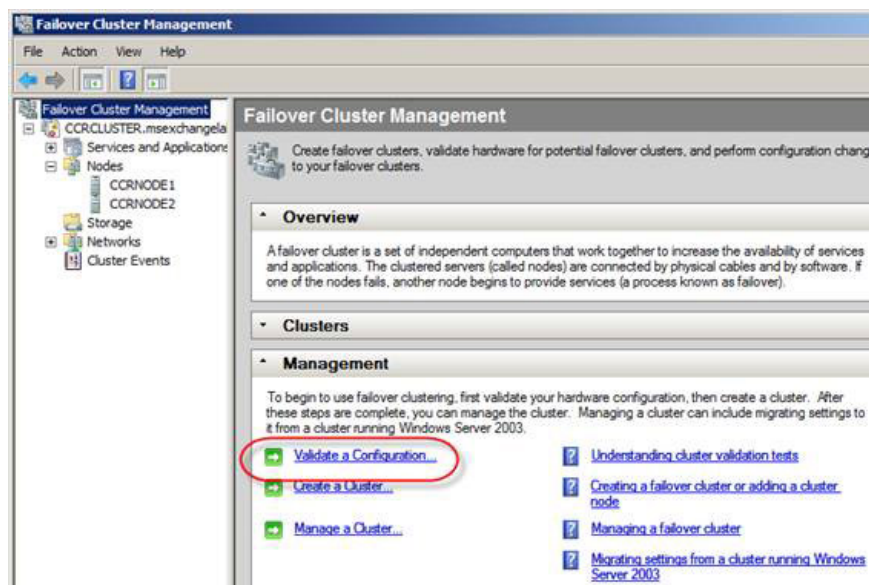 Failover Cluster Management
File Action View Help
Failover Cluster Management
CCRCLUSTER.msexchangela
Services and Applications
Nodes
CCRNODE1
CCRNODE2
Storage
Networks
Cluster Events
Failover Cluster Management
Create failover clusters, validate hardware for potential failover clusters, and perform configuration chang
to your failover clusters.
Overview
A failover cluster is a set of independent computers that work together to increase the availability of services
and applications. The clustered servers (called nodes) are connected by physical cables and by software. If
one of the nodes fails, another node begins to provide services (a process known as failover).
Clusters
Management
To begin to use failover clustering, first validate your hardware configuration, then create a cluster. After
these steps are complete, you can manage the cluster. Managing a cluster can include migrating settings to
it from a cluster running Windows Server 2003.
Validate a Configuration...
Understanding cluster validation tests
Create a Cluster...
Creating a failover cluster or adding a cluster
node
Manage a Cluster...
Managing a failover cluster
Migrating settings from a cluster running Windows
Server 2003